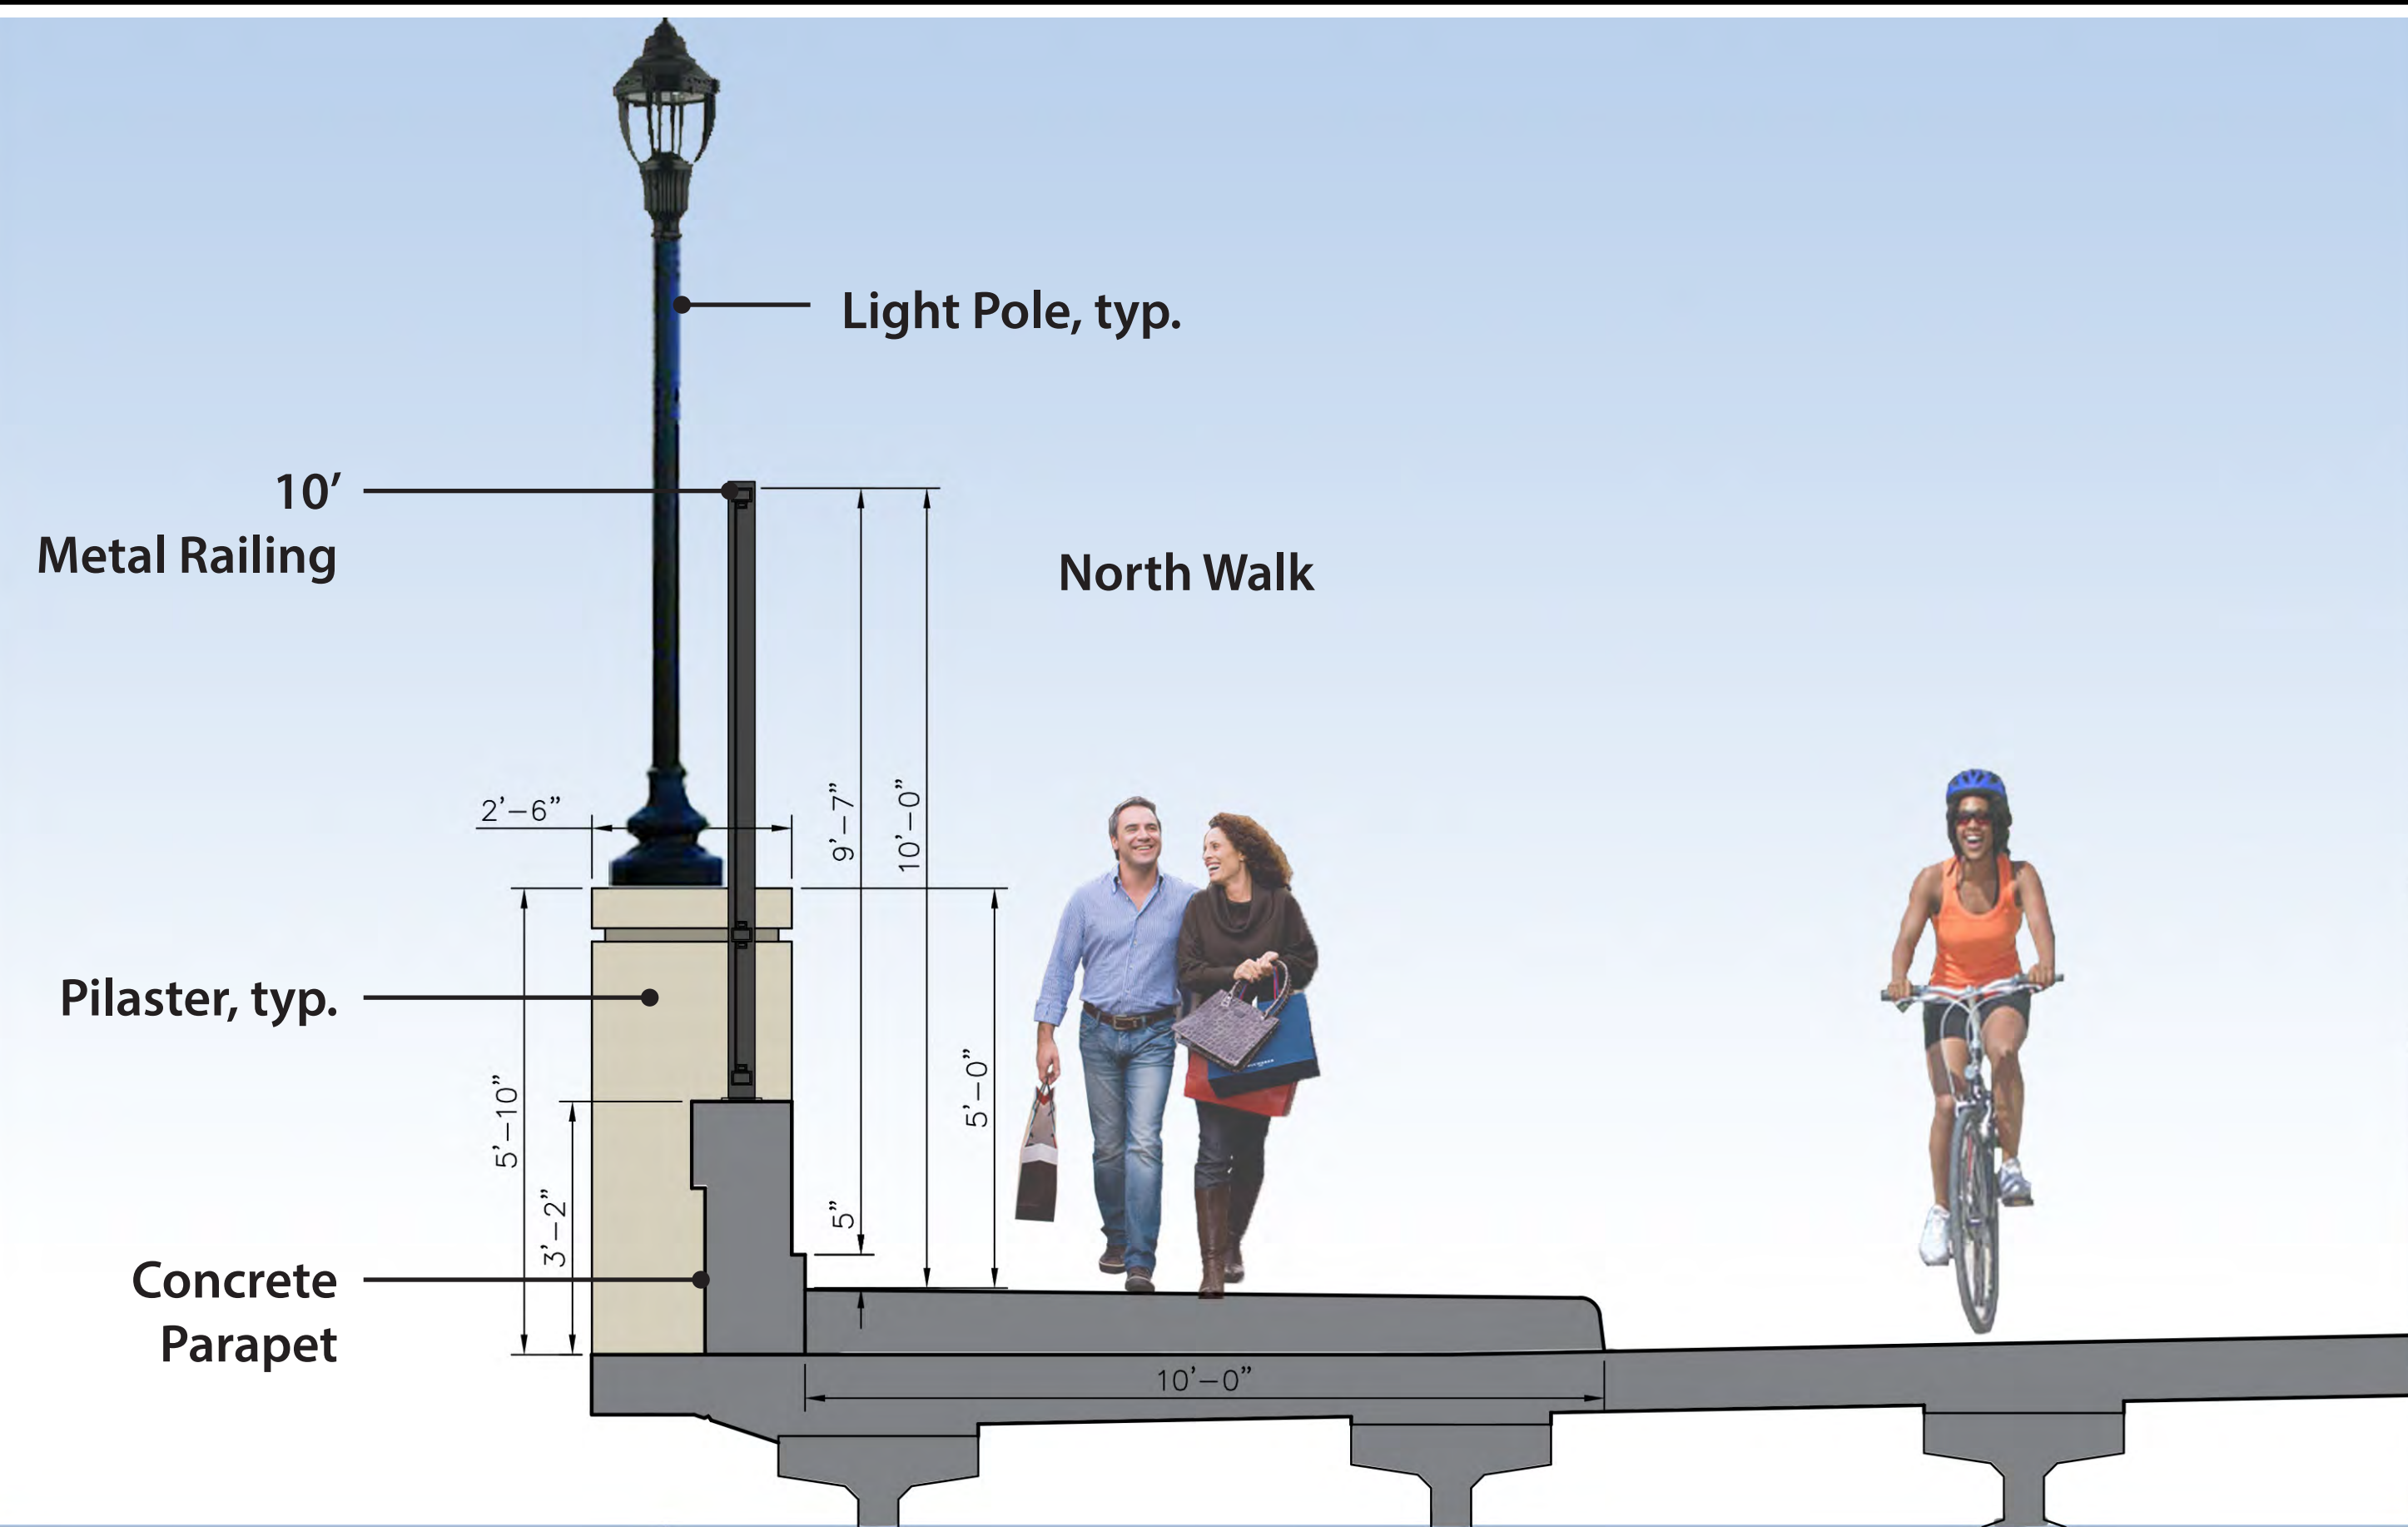 Light Pole, typ.
10’
Metal Railing
North Walk
2’–6”
9’–7”
10’–0”
Pilaster, typ.
5’–10”
5’–0”
3’–2”
5”
Concrete
Parapet
10’–0”